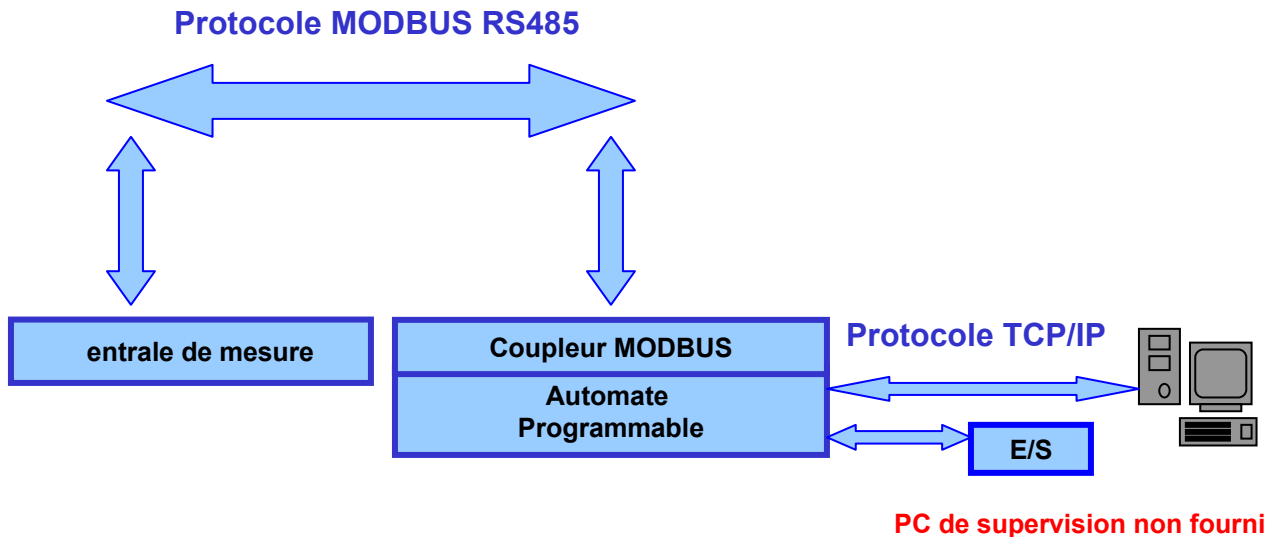 Protocole MODBUS RS485
entrale de mesure
Coupleur MODBUS
Automate
Programmable
Protocole TCP/IP
E/S
PC de supervision non fourni